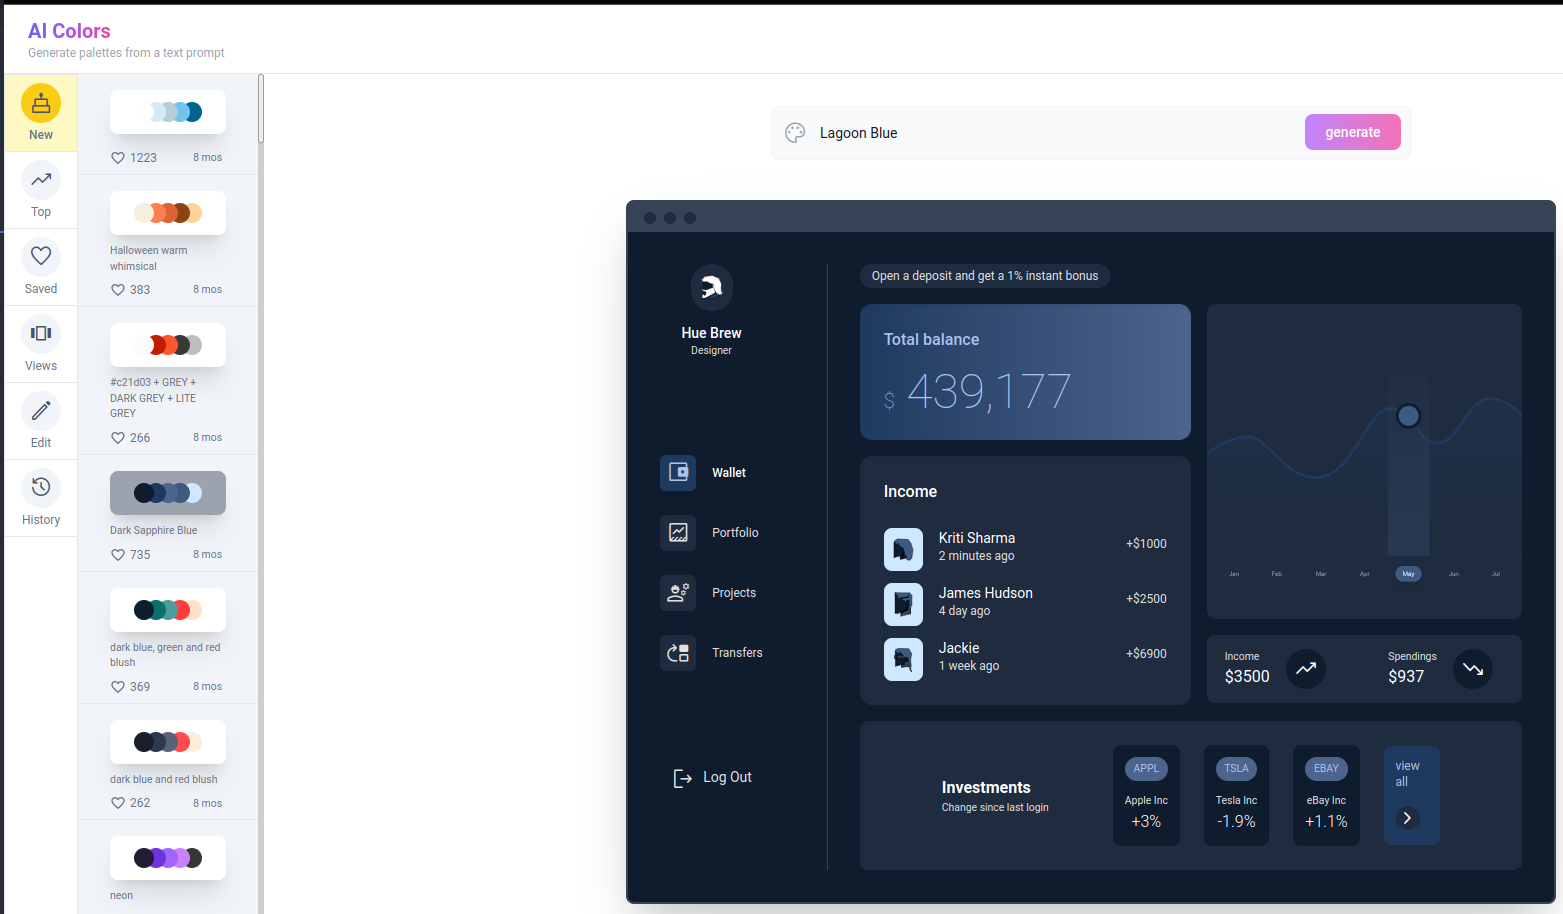 AI Colors
Generate palettes from a text prompt
New
Top
Saved
Views
Edit
History
1223 8 mos
Halloween warm
whimsical
383 8 mos
#c21d03 + GREY +
DARK GREY + LITE
GREY
266 8 mos
Dark Sapphire Blue
735 8 mos
dark blue, green and red
blush
369 8 mos
dark blue and red blush
262 8 mos
neon
Lagoon Blue
generate
Hue Brew
Designer
Wallet
Portfolio
Projects
Transfers
Log Out
Open a deposit and get a 1% instant bonus
Total balance
$ 439,177
Income
Kriti Sharma
2 minutes ago
+$1000
James Hudson
4 day ago
+$2500
Jackie
1 week ago
+$6900
Jan Feb Mar Apr May Jun Jul
Income
$3500
Spendings
$937
Investments
Change since last login
APPL
Apple Inc
+3%
TSLA
Tesla Inc
-1.9%
EBAY
eBay Inc
+1.1%
view
all